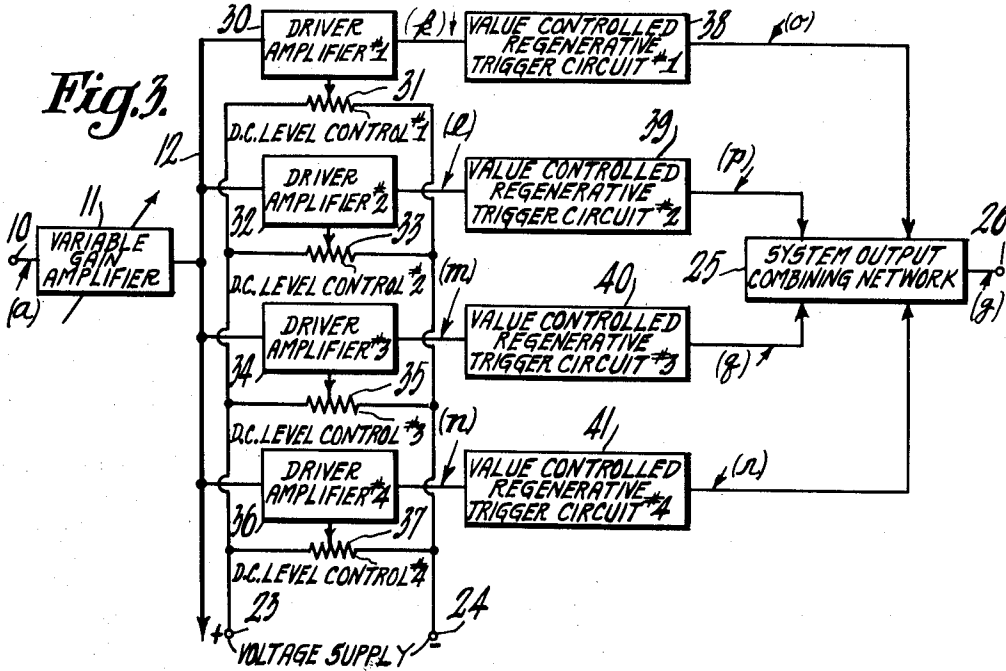 Fig. 3.
30
DRIVER
AMPLIFIER #1
(k)
VALUE CONTROLLED
REGENERATIVE
TRIGGER CIRCUIT #1
38
(o)
31
D.C. LEVEL CONTROL #1
12
DRIVER
AMPLIFIER #2
32
(l)
VALUE CONTROLLED
REGENERATIVE
TRIGGER CIRCUIT #2
39
(p)
33
D.C. LEVEL CONTROL #2
10
(a)
11
VARIABLE
GAIN
AMPLIFIER
25
SYSTEM OUTPUT
COMBINING NETWORK
26
(g)
DRIVER
AMPLIFIER #3
34
(m)
40
VALUE CONTROLLED
REGENERATIVE
TRIGGER CIRCUIT #3
(q)
35
D.C. LEVEL CONTROL #3
DRIVER
AMPLIFIER #4
36
(n)
41
VALUE CONTROLLED
REGENERATIVE
TRIGGER CIRCUIT #4
(r)
37
D.C. LEVEL CONTROL #4
+
23
24
-
VOLTAGE SUPPLY